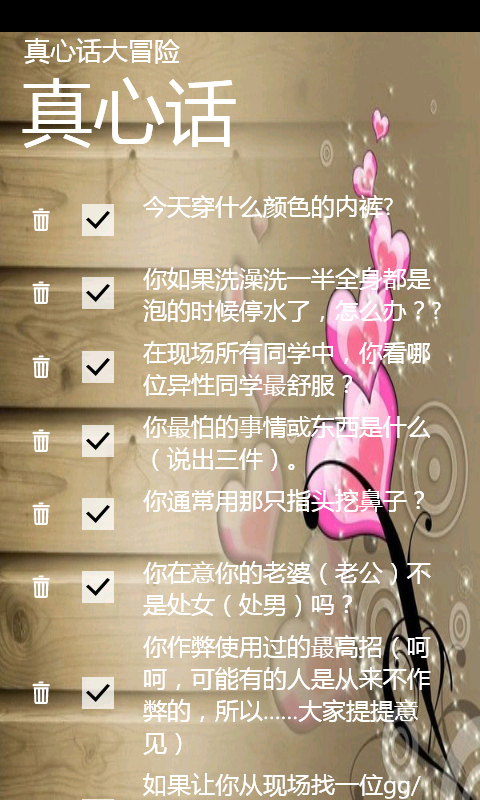 真心话大冒险
真心话
今天穿什么颜色的内裤?
你如果洗澡洗一半全身都是
泡的时候停水了，怎么办？?
在现场所有同学中，你看哪
位异性同学最舒服？
你最怕的事情或东西是什么
（说出三件）。
你通常用那只指头挖鼻子？
你在意你的老婆（老公）不
是处女（处男）吗？
你作弊使用过的最高招（呵
呵，可能有的人是从来不作
弊的，所以......大家提提意
见）
如果让你从现场找一位gg/